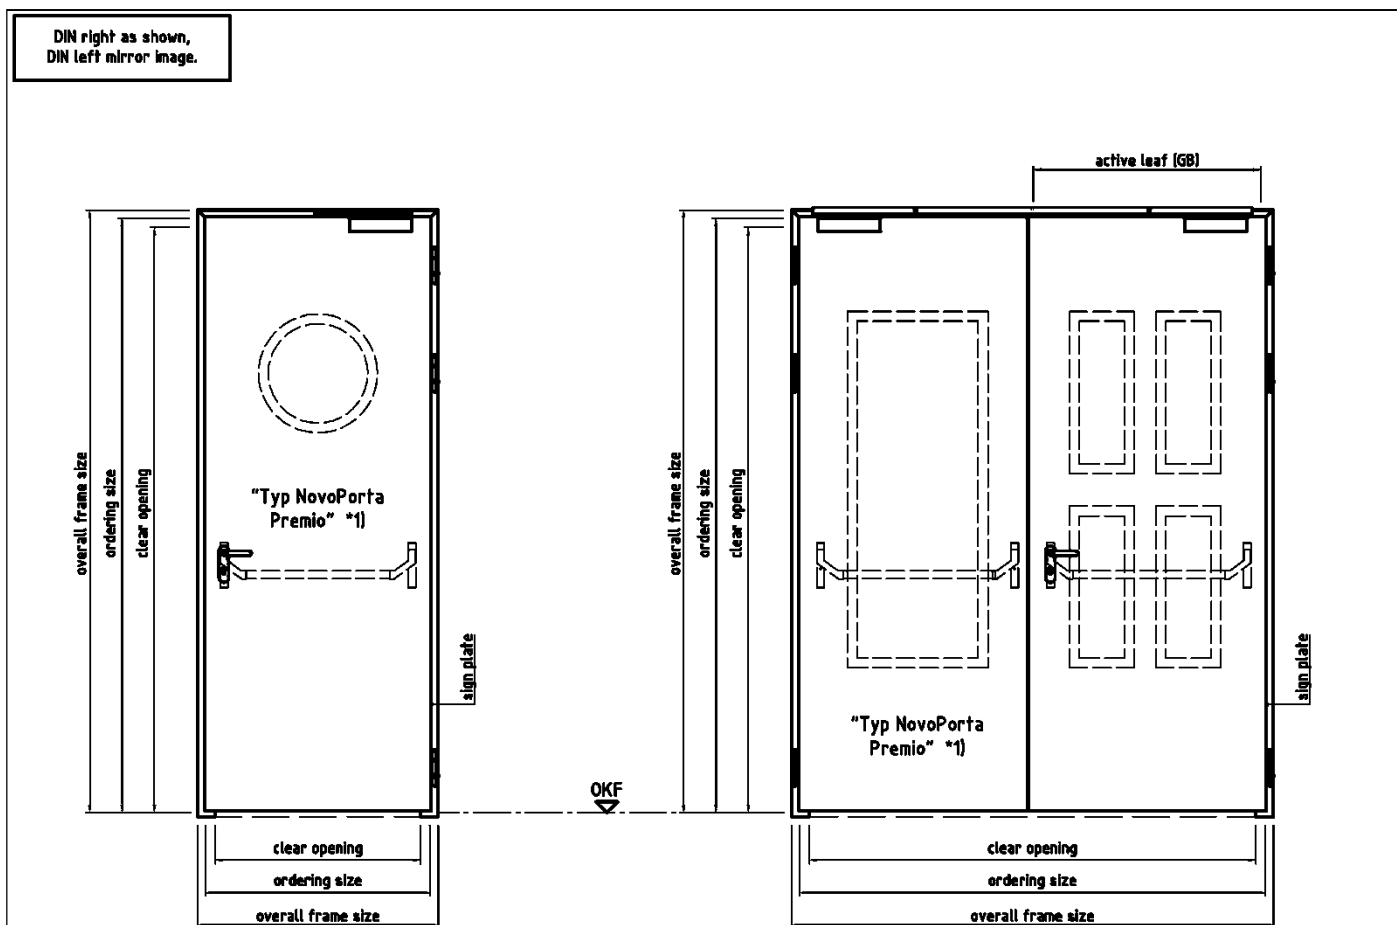 DIN right as shown,
DIN left mirror image.
active leaf (GB)
overall frame size
ordering size
clear opening
"Typ NovoPorta
Premio" *1)
sign plate
overall frame size
ordering size
clear opening
"Typ NovoPorta
Premio" *1)
sign plate
OKF
clear opening
ordering size
overall frame size
clear opening
ordering size
overall frame size